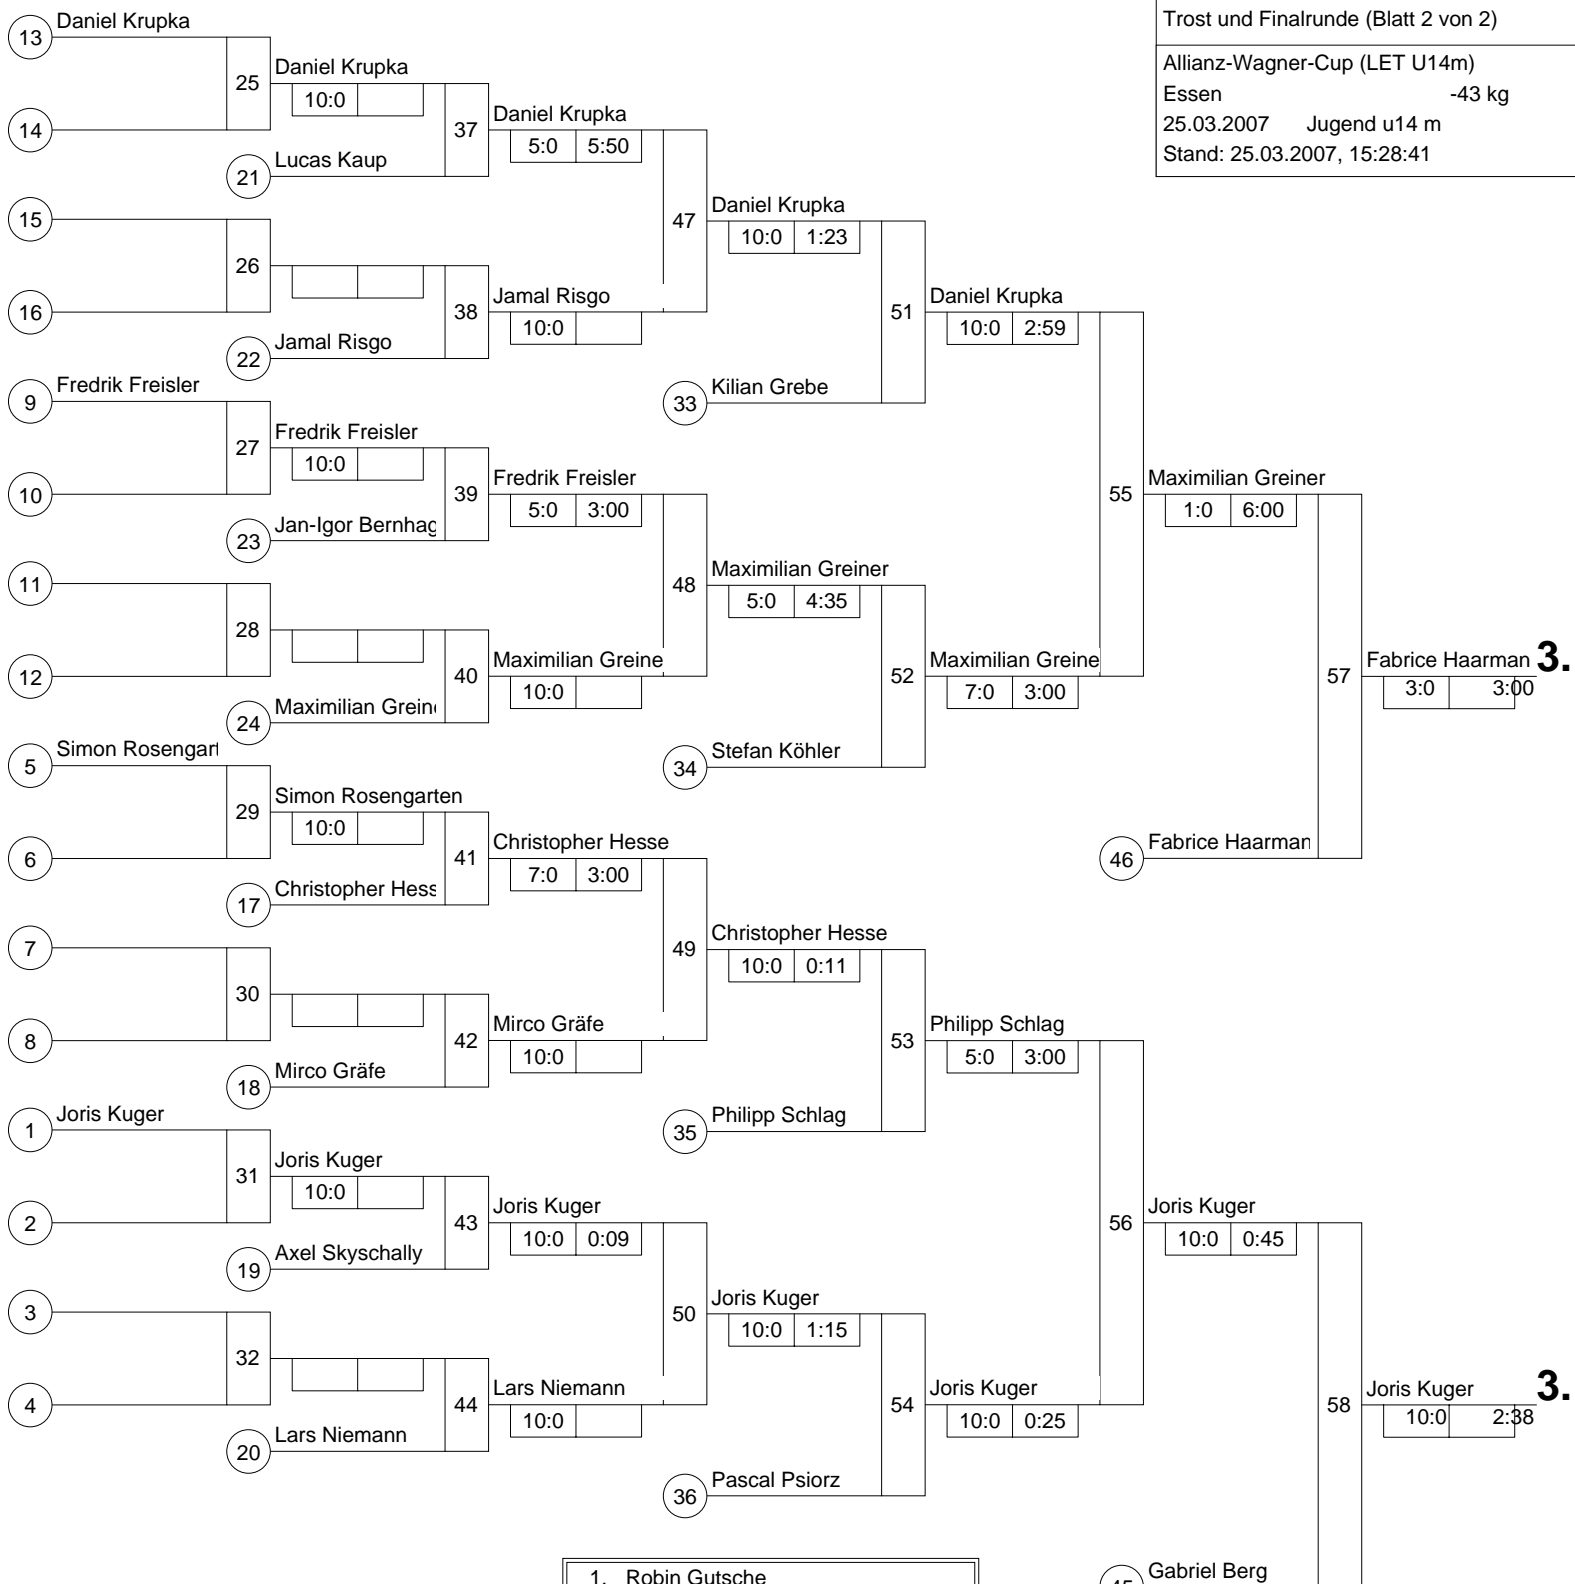 Trost und Finalrunde (Blatt 2 von 2)
Allianz-Wagner-Cup (LET U14m)
Essen -43 kg
25.03.2007 Jugend u14 m
Stand: 25.03.2007, 15:28:41
13 Daniel Krupka
25 Daniel Krupka
10:0
14
37 Daniel Krupka
5:0 5:50
21 Lucas Kaup
15
47 Daniel Krupka
10:0 1:23
26
16
38 Jamal Risgo
10:0
22 Jamal Risgo
51 Daniel Krupka
10:0 2:59
33 Kilian Grebe
9 Fredrik Freisler
27 Fredrik Freisler
10:0
10
39 Fredrik Freisler
5:0 3:00
23 Jan-Igor Bernhag
55 Maximilian Greiner
1:0 6:00
11
48 Maximilian Greiner
5:0 4:35
28
12
40 Maximilian Greine
10:0
24 Maximilian Greine
52 Maximilian Greine
7:0 3:00
34 Stefan Köhler
57 Fabrice Haarman 3.
3:0 3:00
5 Simon Rosengart
29 Simon Rosengarten
10:0
6
41 Christopher Hesse
7:0 3:00
46 Fabrice Haarman
17 Christopher Hess
7
49 Christopher Hesse
10:0 0:11
30
8
42 Mirco Gräfe
10:0
18 Mirco Gräfe
53 Philipp Schlag
5:0 3:00
35 Philipp Schlag
1 Joris Kuger
31 Joris Kuger
10:0
2
43 Joris Kuger
10:0 0:09
19 Axel Skyschally
56 Joris Kuger
10:0 0:45
3
50 Joris Kuger
10:0 1:15
32
4
44 Lars Niemann
10:0
20 Lars Niemann
54 Joris Kuger
10:0 0:25
58 Joris Kuger 3.
10:0 2:38
36 Pascal Psiorz
1. Robin Gutsche
45 Gabriel Berg